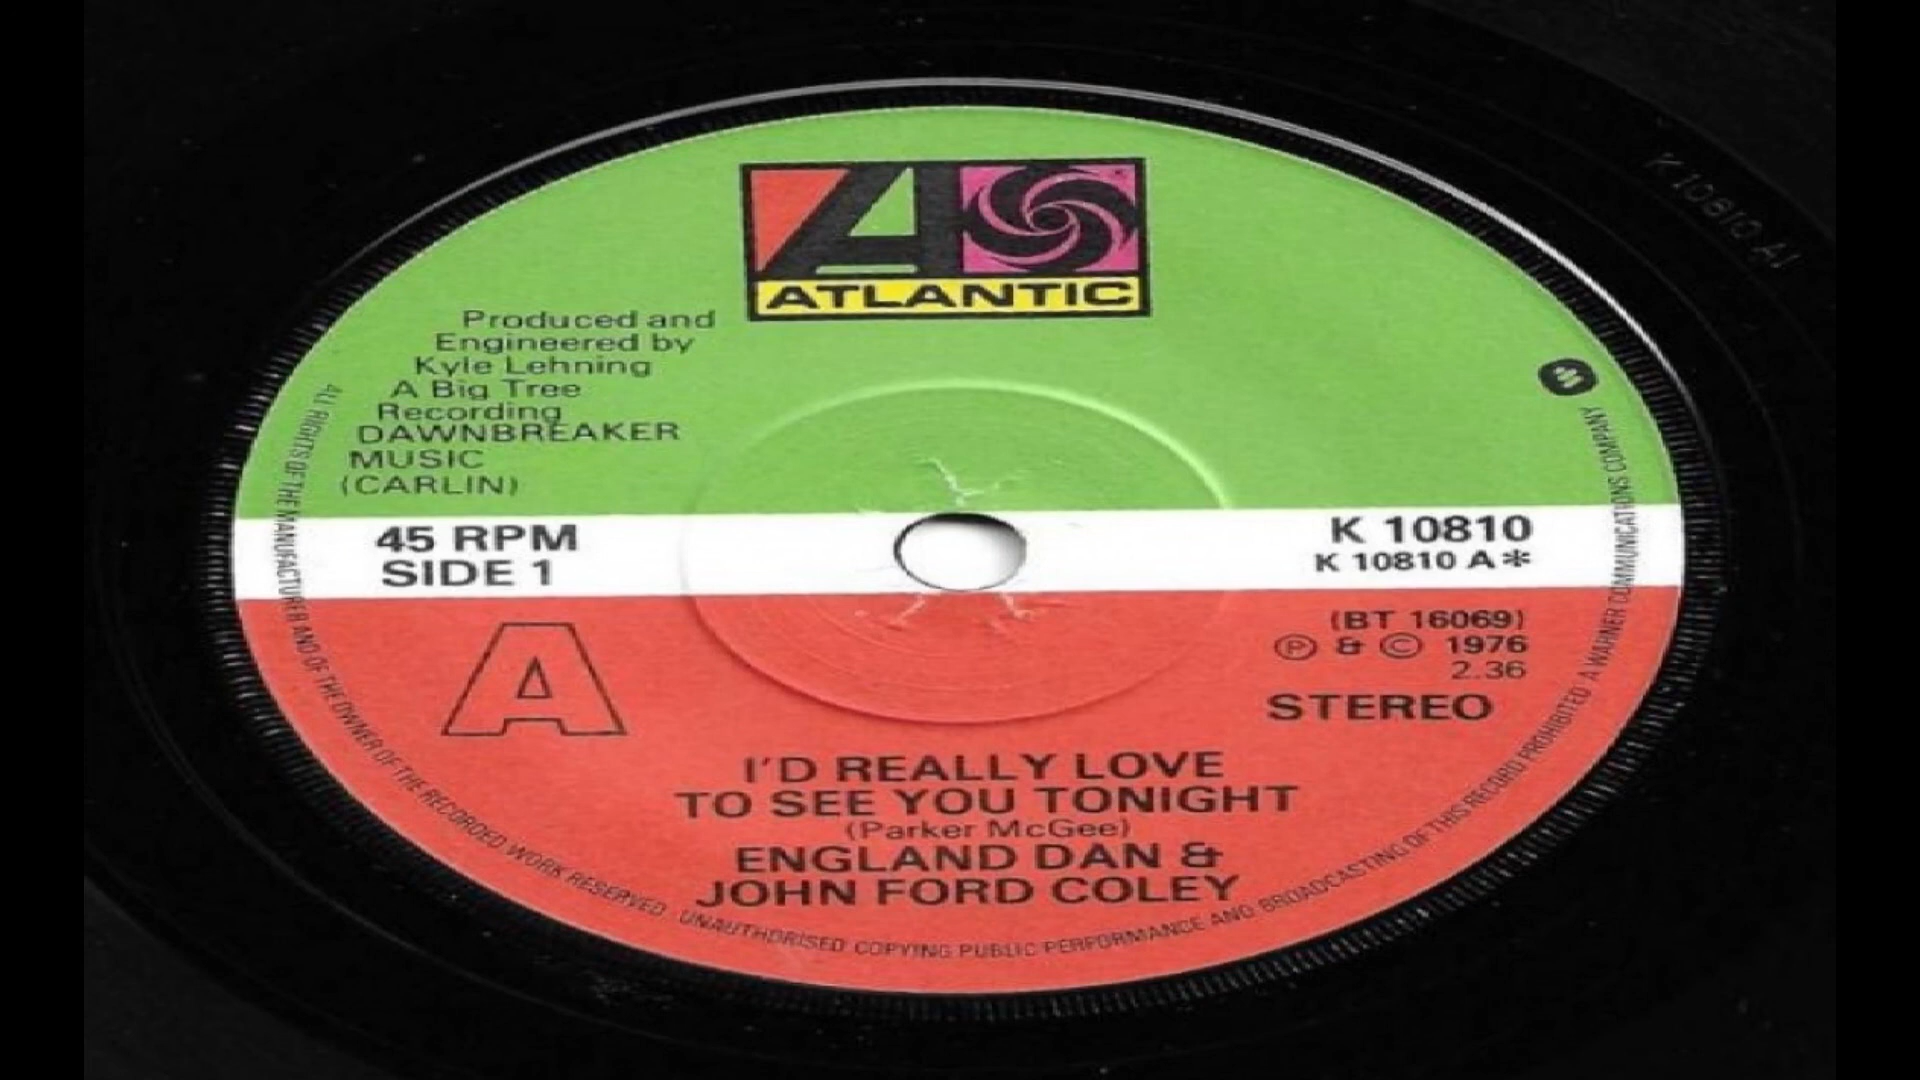 ATLANTIC
Produced and
Engineered by
Kyle Lehning
A Big Tree
Recording
DAWNBREAKER
MUSIC
(CARLIN)
45 RPM
SIDE 1
A
K 10810
K 10810 A*
(BT 16069)
Ⓟ & © 1976
2.36
STEREO
I'D REALLY LOVE
TO SEE YOU TONIGHT
(Parker McGee)
ENGLAND DAN &
JOHN FORD COLEY
ALL RIGHTS OF THE MANUFACTURER AND OF THE OWNER OF THE RECORDED WORK RESERVED UNAUTHORISED COPYING PUBLIC PERFORMANCE AND BROADCASTING OF THIS RECORD PROHIBITED A WARNER COMMUNICATIONS COMPANY
K 10810 A1